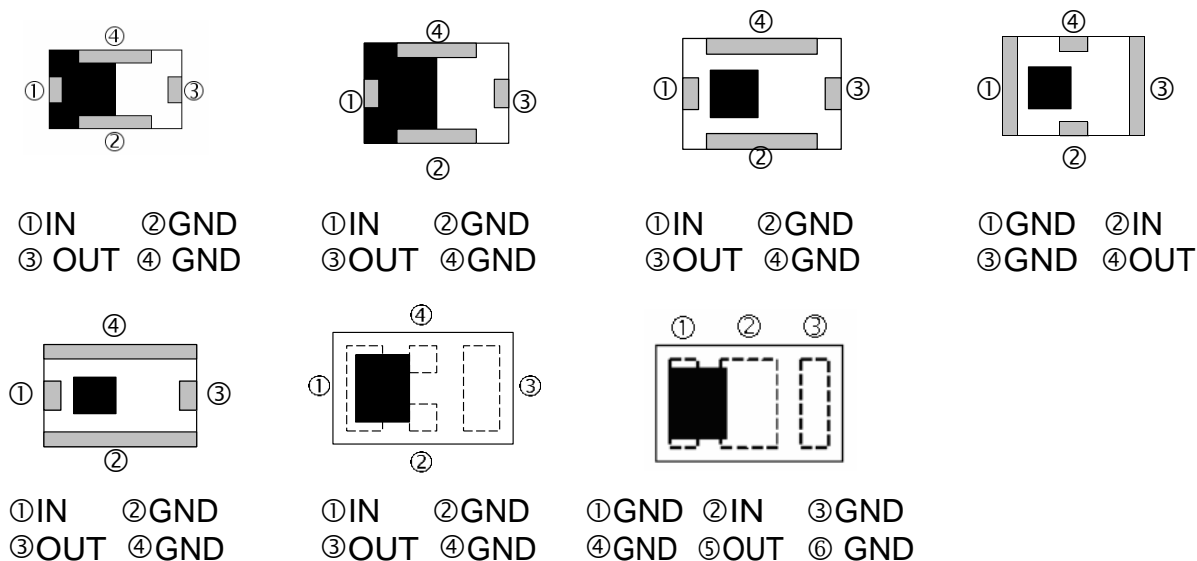 ④ ④ ④ ④
① ③ ① ③ ① ③ ① ③
② ② ② ②
①IN ②GND ①IN ②GND ①IN ②GND ①GND ②IN
③ OUT ④ GND ③OUT ④GND ③OUT ④GND ③GND ④OUT
④ ④ ① ② ③
① ③ ① ③
② ②
①IN ②GND ①IN ②GND ①GND ②IN ③GND
③OUT ④GND ③OUT ④GND ④GND ⑤OUT ⑥ GND